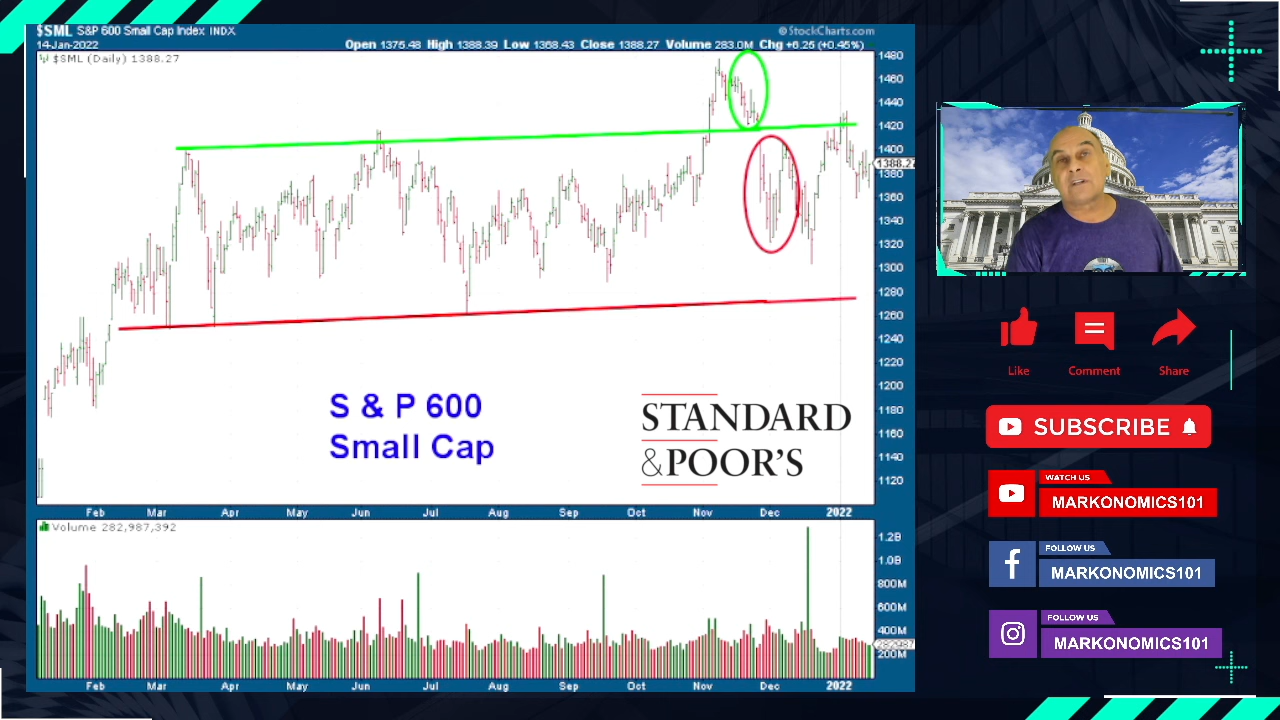 $SML S&P 600 Small Cap Index INDX
© StockCharts.com
14-Jan-2022
Open 1375.48 High 1388.39 Low 1368.43 Close 1388.27 Volume 283.0M Chg +6.25 (+0.45%)
$SML (Daily) 1388.27
1480
1460
1440
1420
1400
1388.27
1360
1340
1320
1300
1280
1260
1240
1220
1200
1180
1160
1140
1120
S & P 600
Small Cap
STANDARD
&POOR'S
Feb Mar Apr May Jun Jul Aug Sep Oct Nov Dec 2022
Volume 282,987,392
1.2B
1.0B
800M
600M
400M
200M
Feb Mar Apr May Jun Jul Aug Sep Oct Nov Dec 2022
Like Comment Share
SUBSCRIBE
WATCH US
MARKONOMICS101
FOLLOW US
MARKONOMICS101
FOLLOW US
MARKONOMICS101